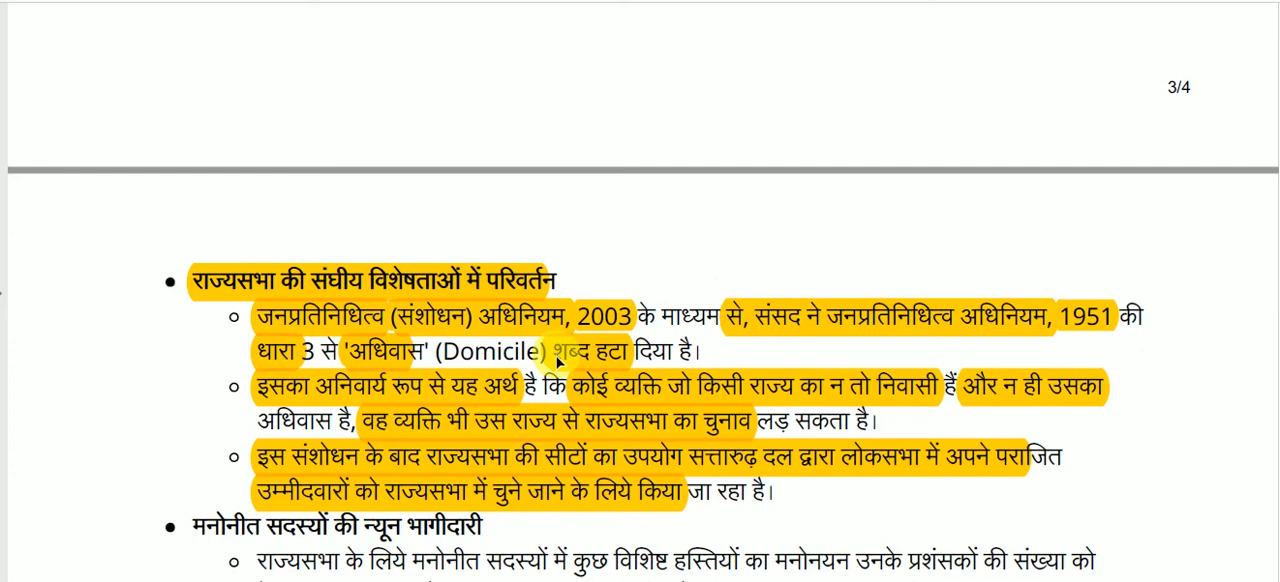 3/4
• राज्यसभा की संघीय विशेषताओं में परिवर्तन
○ जनप्रतिनिधित्व (संशोधन) अधिनियम, 2003 के माध्यम से, संसद ने जनप्रतिनिधित्व अधिनियम, 1951 की
धारा 3 से 'अधिवास' (Domicile) शब्द हटा दिया है।
○ इसका अनिवार्य रूप से यह अर्थ है कि कोई व्यक्ति जो किसी राज्य का न तो निवासी हैं और न ही उसका
अधिवास है, वह व्यक्ति भी उस राज्य से राज्यसभा का चुनाव लड़ सकता है।
○ इस संशोधन के बाद राज्यसभा की सीटों का उपयोग सत्तारुढ़ दल द्वारा लोकसभा में अपने पराजित
उम्मीदवारों को राज्यसभा में चुने जाने के लिये किया जा रहा है।
• मनोनीत सदस्यों की न्यून भागीदारी
○ राज्यसभा के लिये मनोनीत सदस्यों में कुछ विशिष्ट हस्तियों का मनोनयन उनके प्रशंसकों की संख्या को